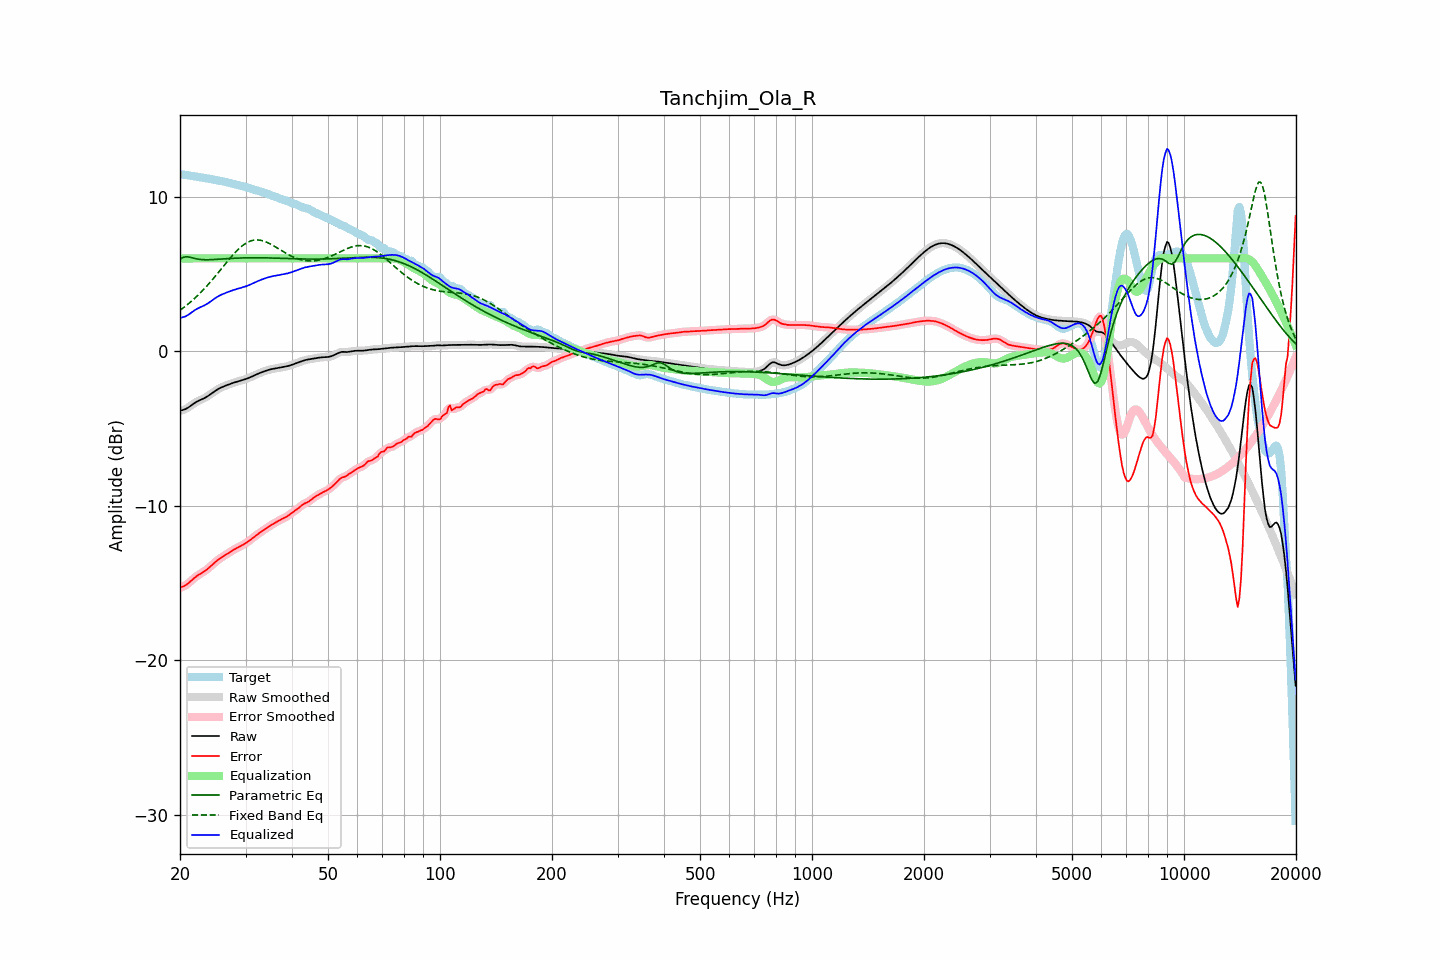 Tanchjim_Ola_R
Amplitude (dBr)
10
0
−10
−20
−30
Target
Raw Smoothed
Error Smoothed
Raw
Error
Equalization
Parametric Eq
Fixed Band Eq
Equalized
20 50 100 200 500 1000 2000 5000 10000 20000
Frequency (Hz)